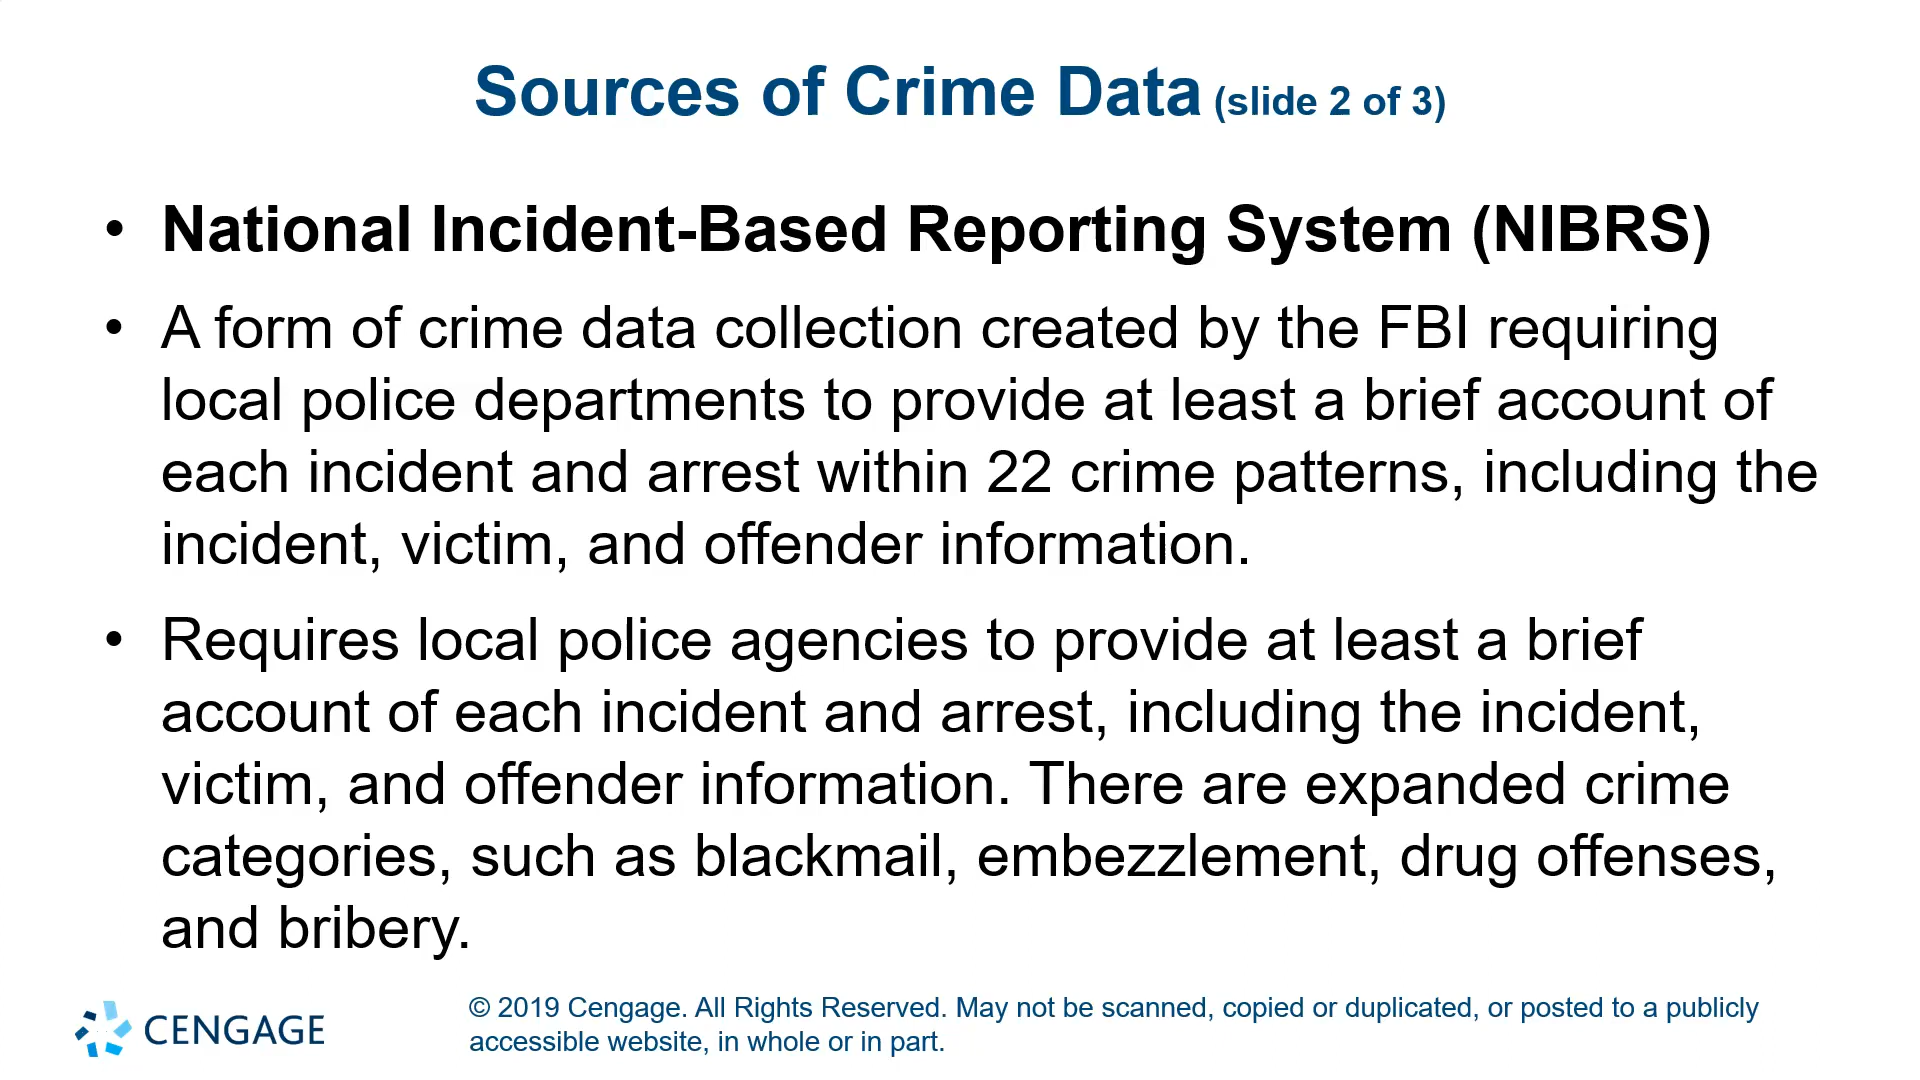 Sources of Crime Data (slide 2 of 3)
• National Incident-Based Reporting System (NIBRS)
• A form of crime data collection created by the FBI requiring
local police departments to provide at least a brief account of
each incident and arrest within 22 crime patterns, including the
incident, victim, and offender information.
• Requires local police agencies to provide at least a brief
account of each incident and arrest, including the incident,
victim, and offender information. There are expanded crime
categories, such as blackmail, embezzlement, drug offenses,
and bribery.
CENGAGE
© 2019 Cengage. All Rights Reserved. May not be scanned, copied or duplicated, or posted to a publicly
accessible website, in whole or in part.